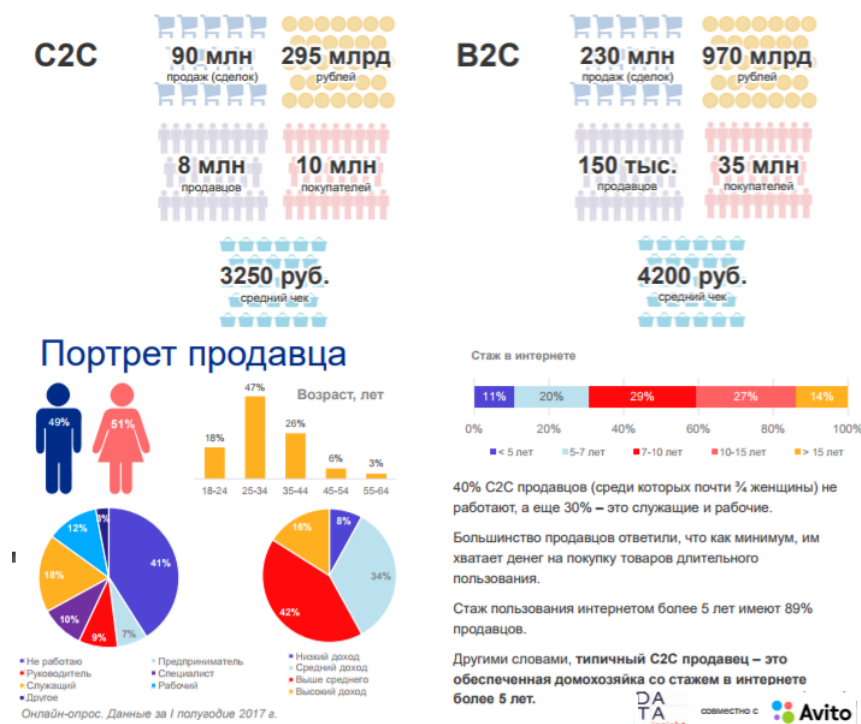 C2C
90 млн
продаж (сделок)
295 млрд
рублей
8 млн
продавцов
10 млн
покупателей
3250 руб.
средний чек
B2C
230 млн
продаж (сделок)
970 млрд
рублей
150 тыс.
продавцов
35 млн
покупателей
4200 руб.
средний чек
Портрет продавца
49%
51%
Возраст, лет
18%
47%
26%
6%
3%
18-24 25-34 35-44 45-54 55-64
41%
7%
9%
10%
18%
12%
3%
Не работаю
Предприниматель
Руководитель
Специалист
Служащий
Рабочий
Другое
8%
34%
42%
16%
Низкий доход
Средний доход
Выше среднего
Высокий доход
Онлайн-опрос. Данные за I полугодие 2017 г.
Стаж в интернете
11% 20% 29% 27% 14%
0% 20% 40% 60% 80% 100%
< 5 лет 5-7 лет 7-10 лет 10-15 лет > 15 лет
40% C2C продавцов (среди которых почти ¾ женщины) не
работают, а еще 30% – это служащие и рабочие.
Большинство продавцов ответили, что как минимум, им
хватает денег на покупку товаров длительного
пользования.
Стаж пользования интернетом более 5 лет имеют 89%
продавцов.
Другими словами, типичный C2C продавец – это
обеспеченная домохозяйка со стажем в интернете
более 5 лет.
DA
TA
совместно с
Avito